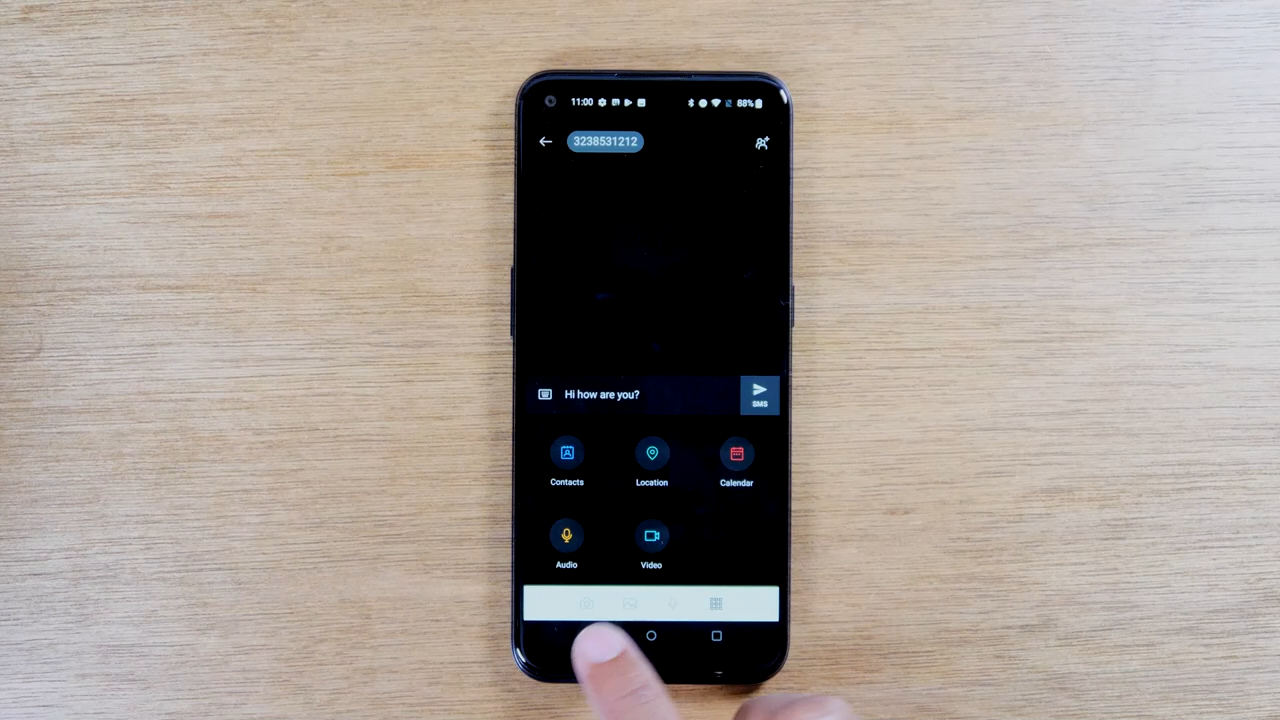 11:00 88%
3238531212
Hi how are you?
SMS
Contacts Location Calendar
Audio Video